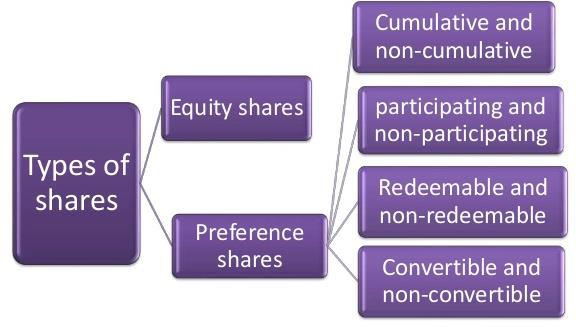 Types of
shares
Equity shares
Preference
shares
Cumulative and
non-cumulative
participating and
non-participating
Redeemable and
non-redeemable
Convertible and
non-convertible